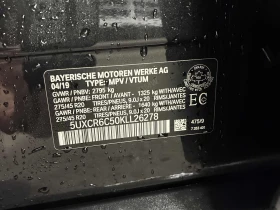 BAYERISCHE MOTOREN WERKE AG
04/19 TYPE: MPV / VTUM
GVWR / PNBV: 2795 kg
GAWR / PNBE: FRONT / AVANT - 1325 kg WITH/AVEC
275/45 R20 TIRES/PNEUS, 9.0J x 20 RIMS/JANTES
GAWR / PNBE: REAR / ARRIERE - 1640 kg WITH/AVEC
275/45 R20 TIRES/PNEUS, 9.0J x 20 RIMS/JANTES
EC
5UXCR6C50KLL26278
475/0